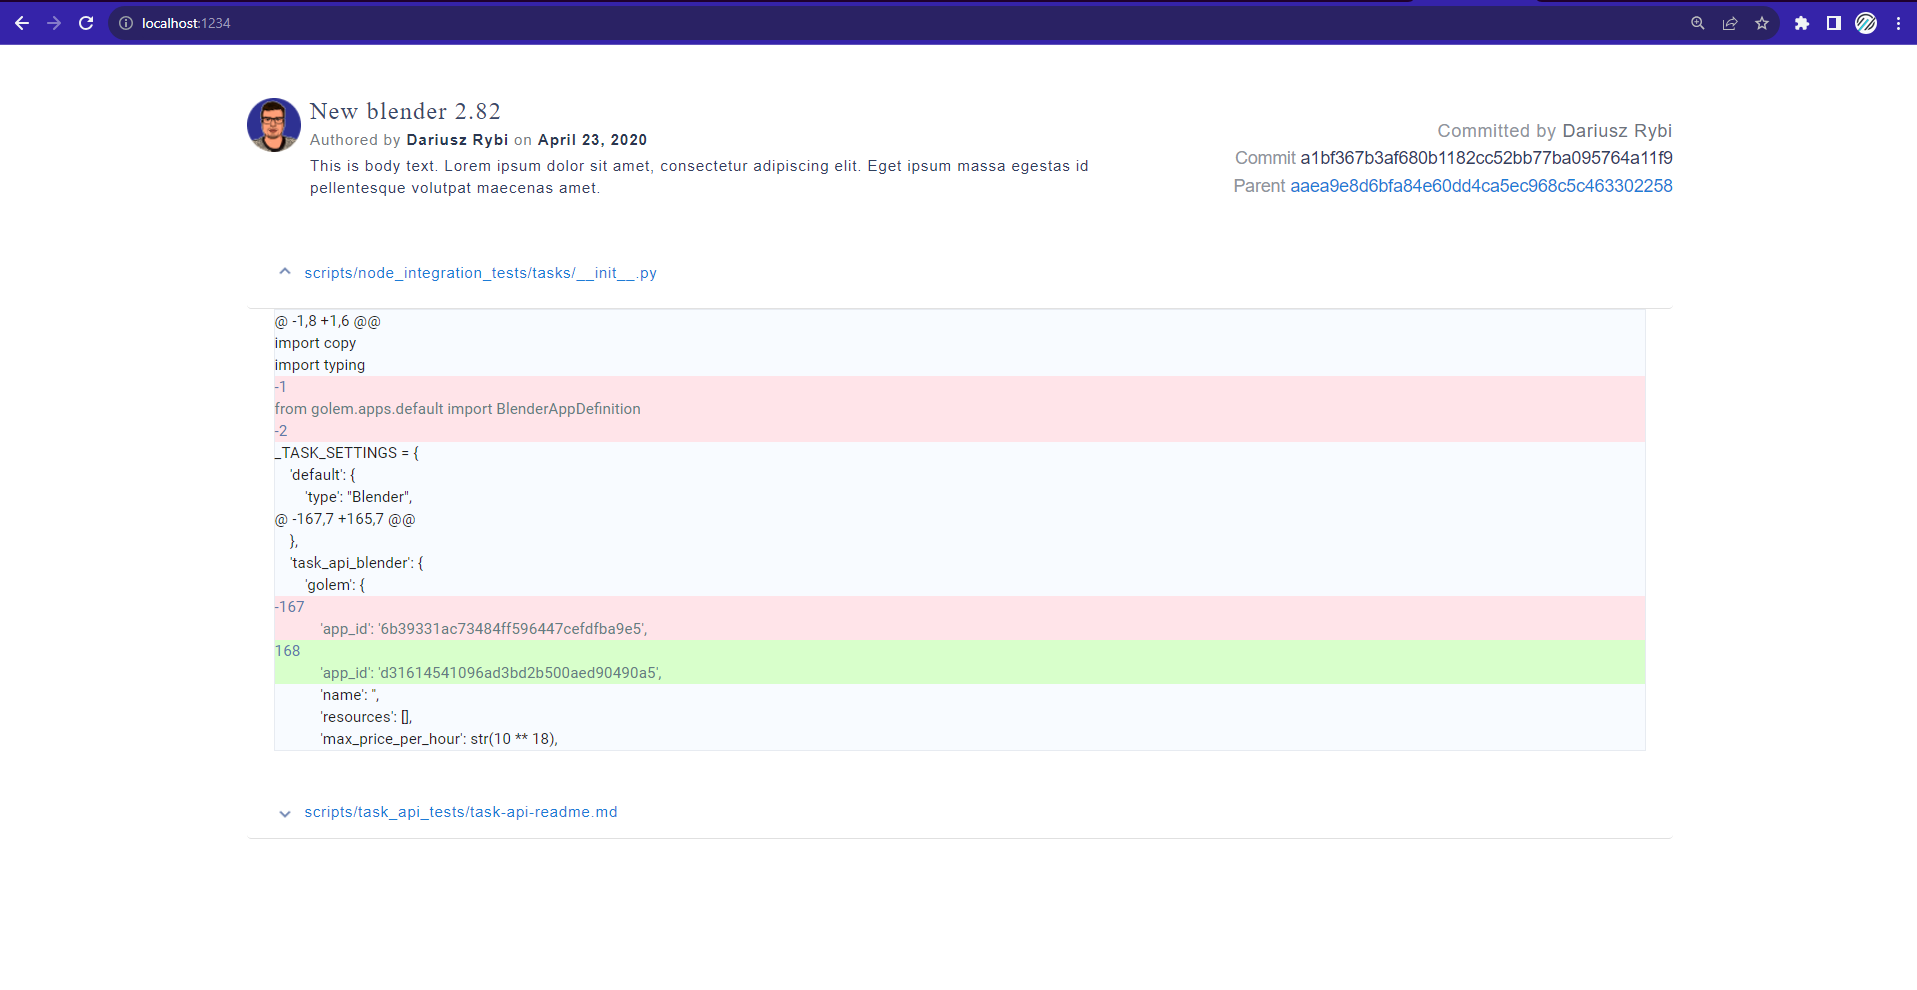 localhost:1234
New blender 2.82
Authored by Dariusz Rybi on April 23, 2020
This is body text. Lorem ipsum dolor sit amet, consectetur adipiscing elit. Eget ipsum massa egestas id
pellentesque volutpat maecenas amet.
Committed by Dariusz Rybi
Commit a1bf367b3af680b1182cc52bb77ba095764a11f9
Parent aaea9e8d6bfa84e60dd4ca5ec968c5c463302258
scripts/node_integration_tests/tasks/__init__.py
@ -1,8 +1,6 @@
import copy
import typing
-1
from golem.apps.default import BlenderAppDefinition
-2
_TASK_SETTINGS = {
'default': {
'type': "Blender",
@ -167,7 +165,7 @@
},
'task_api_blender': {
'golem': {
-167
'app_id': '6b39331ac73484ff596447cefdfba9e5',
168
'app_id': 'd31614541096ad3bd2b500aed90490a5',
'name': '',
'resources': [],
'max_price_per_hour': str(10 ** 18),
scripts/task_api_tests/task-api-readme.md